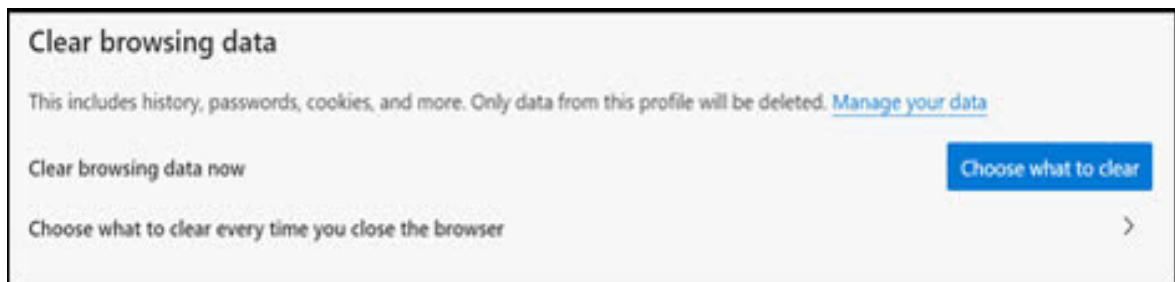 Clear browsing data
This includes history, passwords, cookies, and more. Only data from this profile will be deleted. Manage your data
Clear browsing data now
Choose what to clear
Choose what to clear every time you close the browser